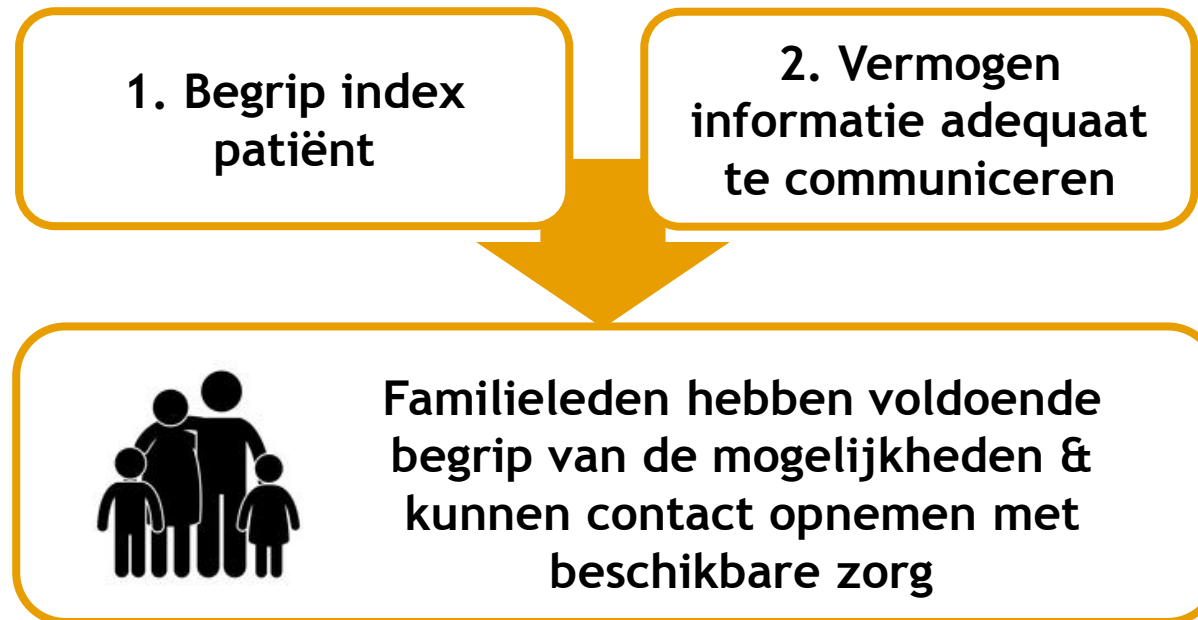 1. Begrip index
patiënt
2. Vermogen
informatie adequaat
te communiceren
Familieleden hebben voldoende
begrip van de mogelijkheden &
kunnen contact opnemen met
beschikbare zorg